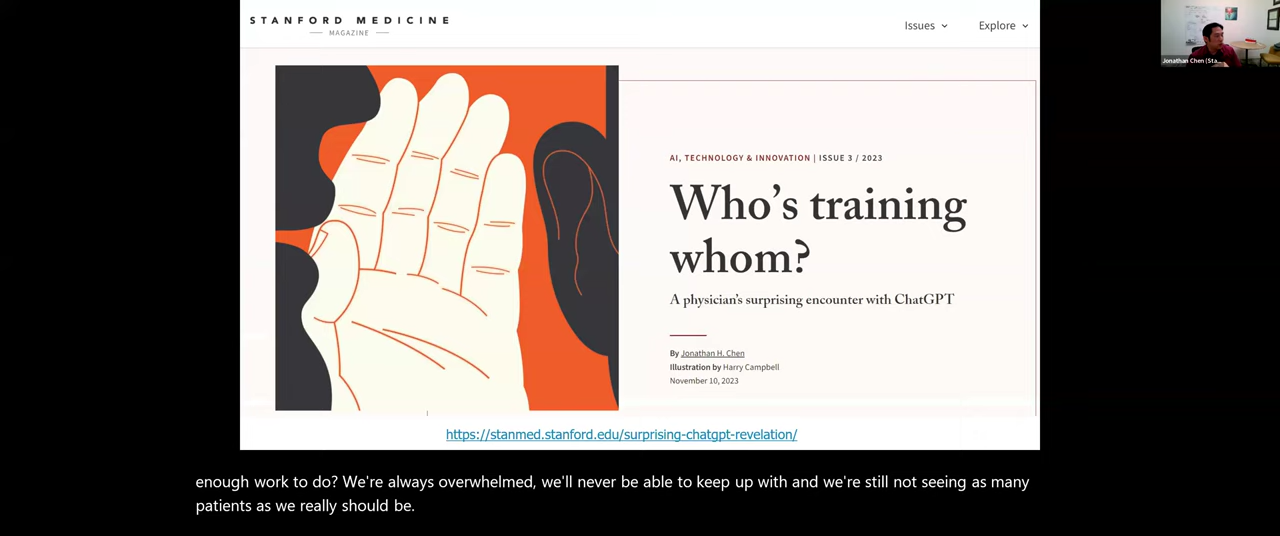 STANFORD MEDICINE
MAGAZINE
Issues
Explore
Jonathan Chen (Sta...
AI, TECHNOLOGY & INNOVATION | ISSUE 3 / 2023
Who’s training
whom?
A physician’s surprising encounter with ChatGPT
By Jonathan H. Chen
Illustration by Harry Campbell
November 10, 2023
https://stanmed.stanford.edu/surprising-chatgpt-revelation/
enough work to do? We're always overwhelmed, we'll never be able to keep up with and we're still not seeing as many
patients as we really should be.